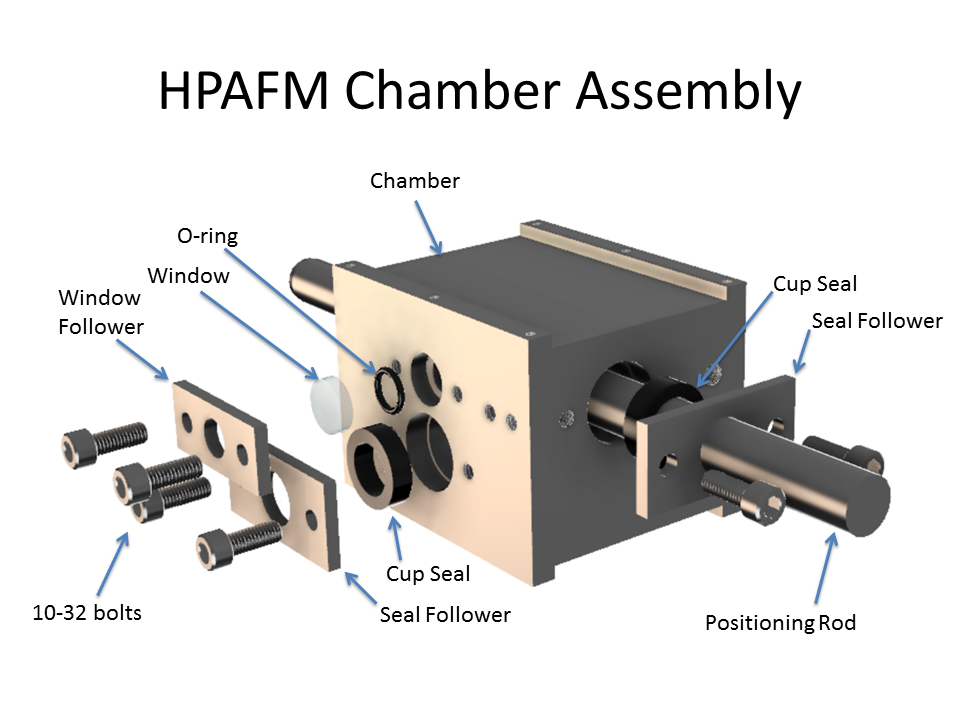 HPAFM Chamber Assembly
Chamber
O-ring
Window
Window
Follower
Cup Seal
Seal Follower
Cup Seal
Seal Follower
10-32 bolts
Positioning Rod